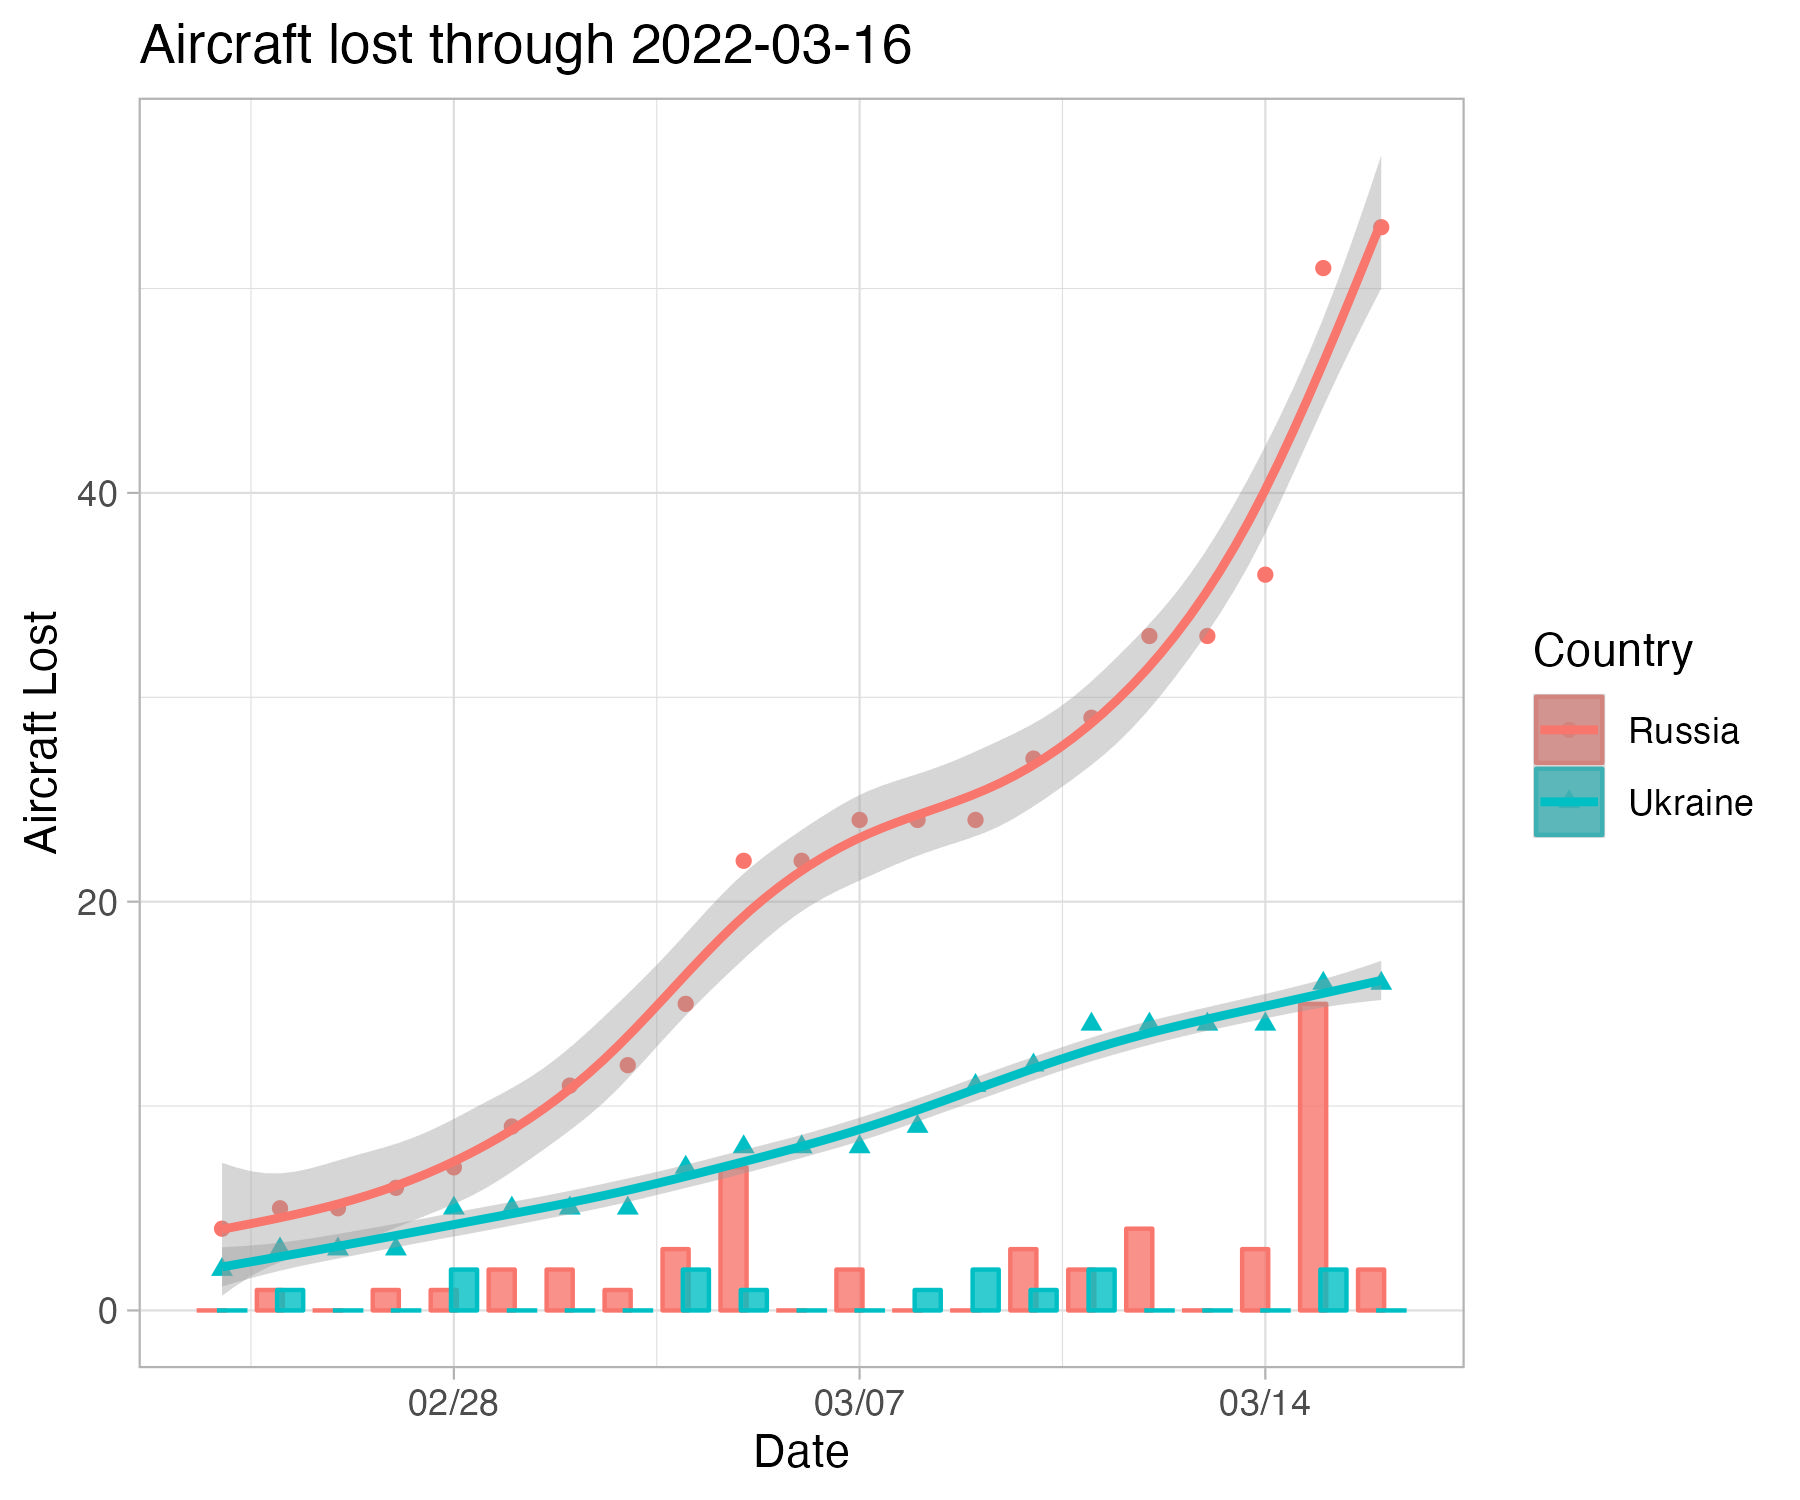 Aircraft lost through 2022-03-16
Aircraft Lost
40
20
0
02/28 03/07 03/14
Date
Country
Russia
Ukraine